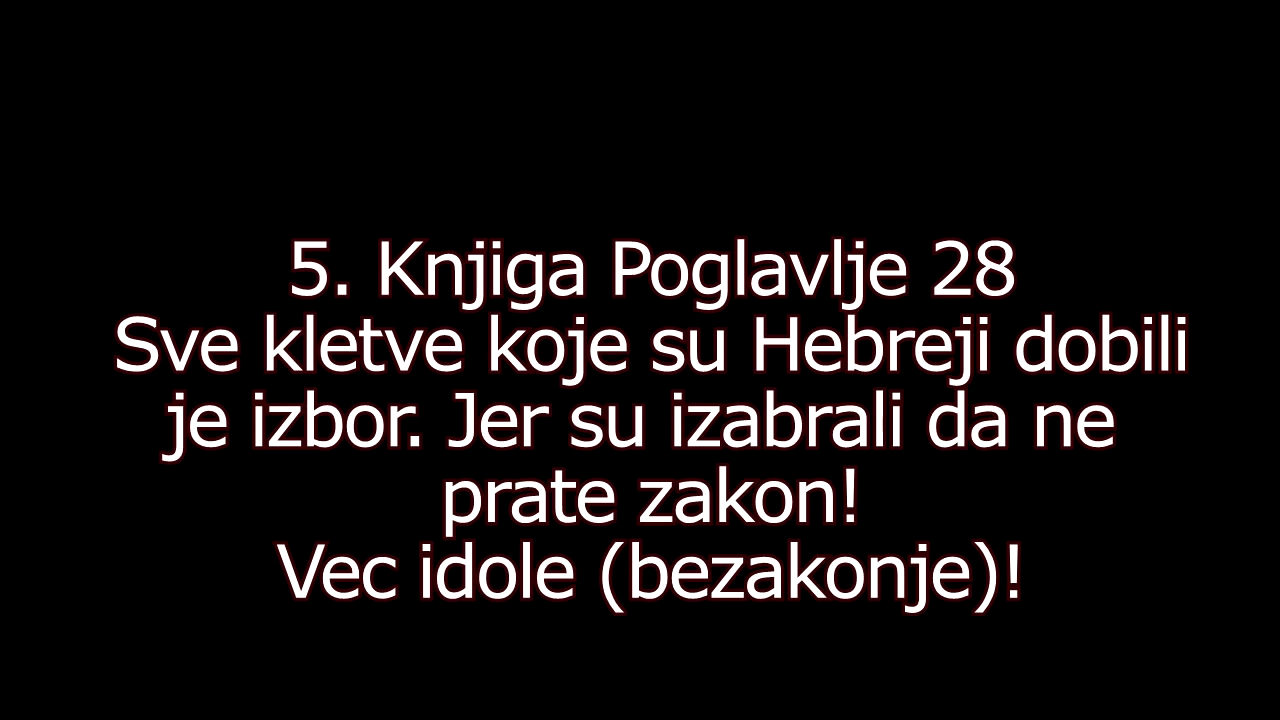 5. Knjiga Poglavlje 28
Sve kletve koje su Hebreji dobili
je izbor. Jer su izabrali da ne
prate zakon!
Vec idole (bezakonje)!